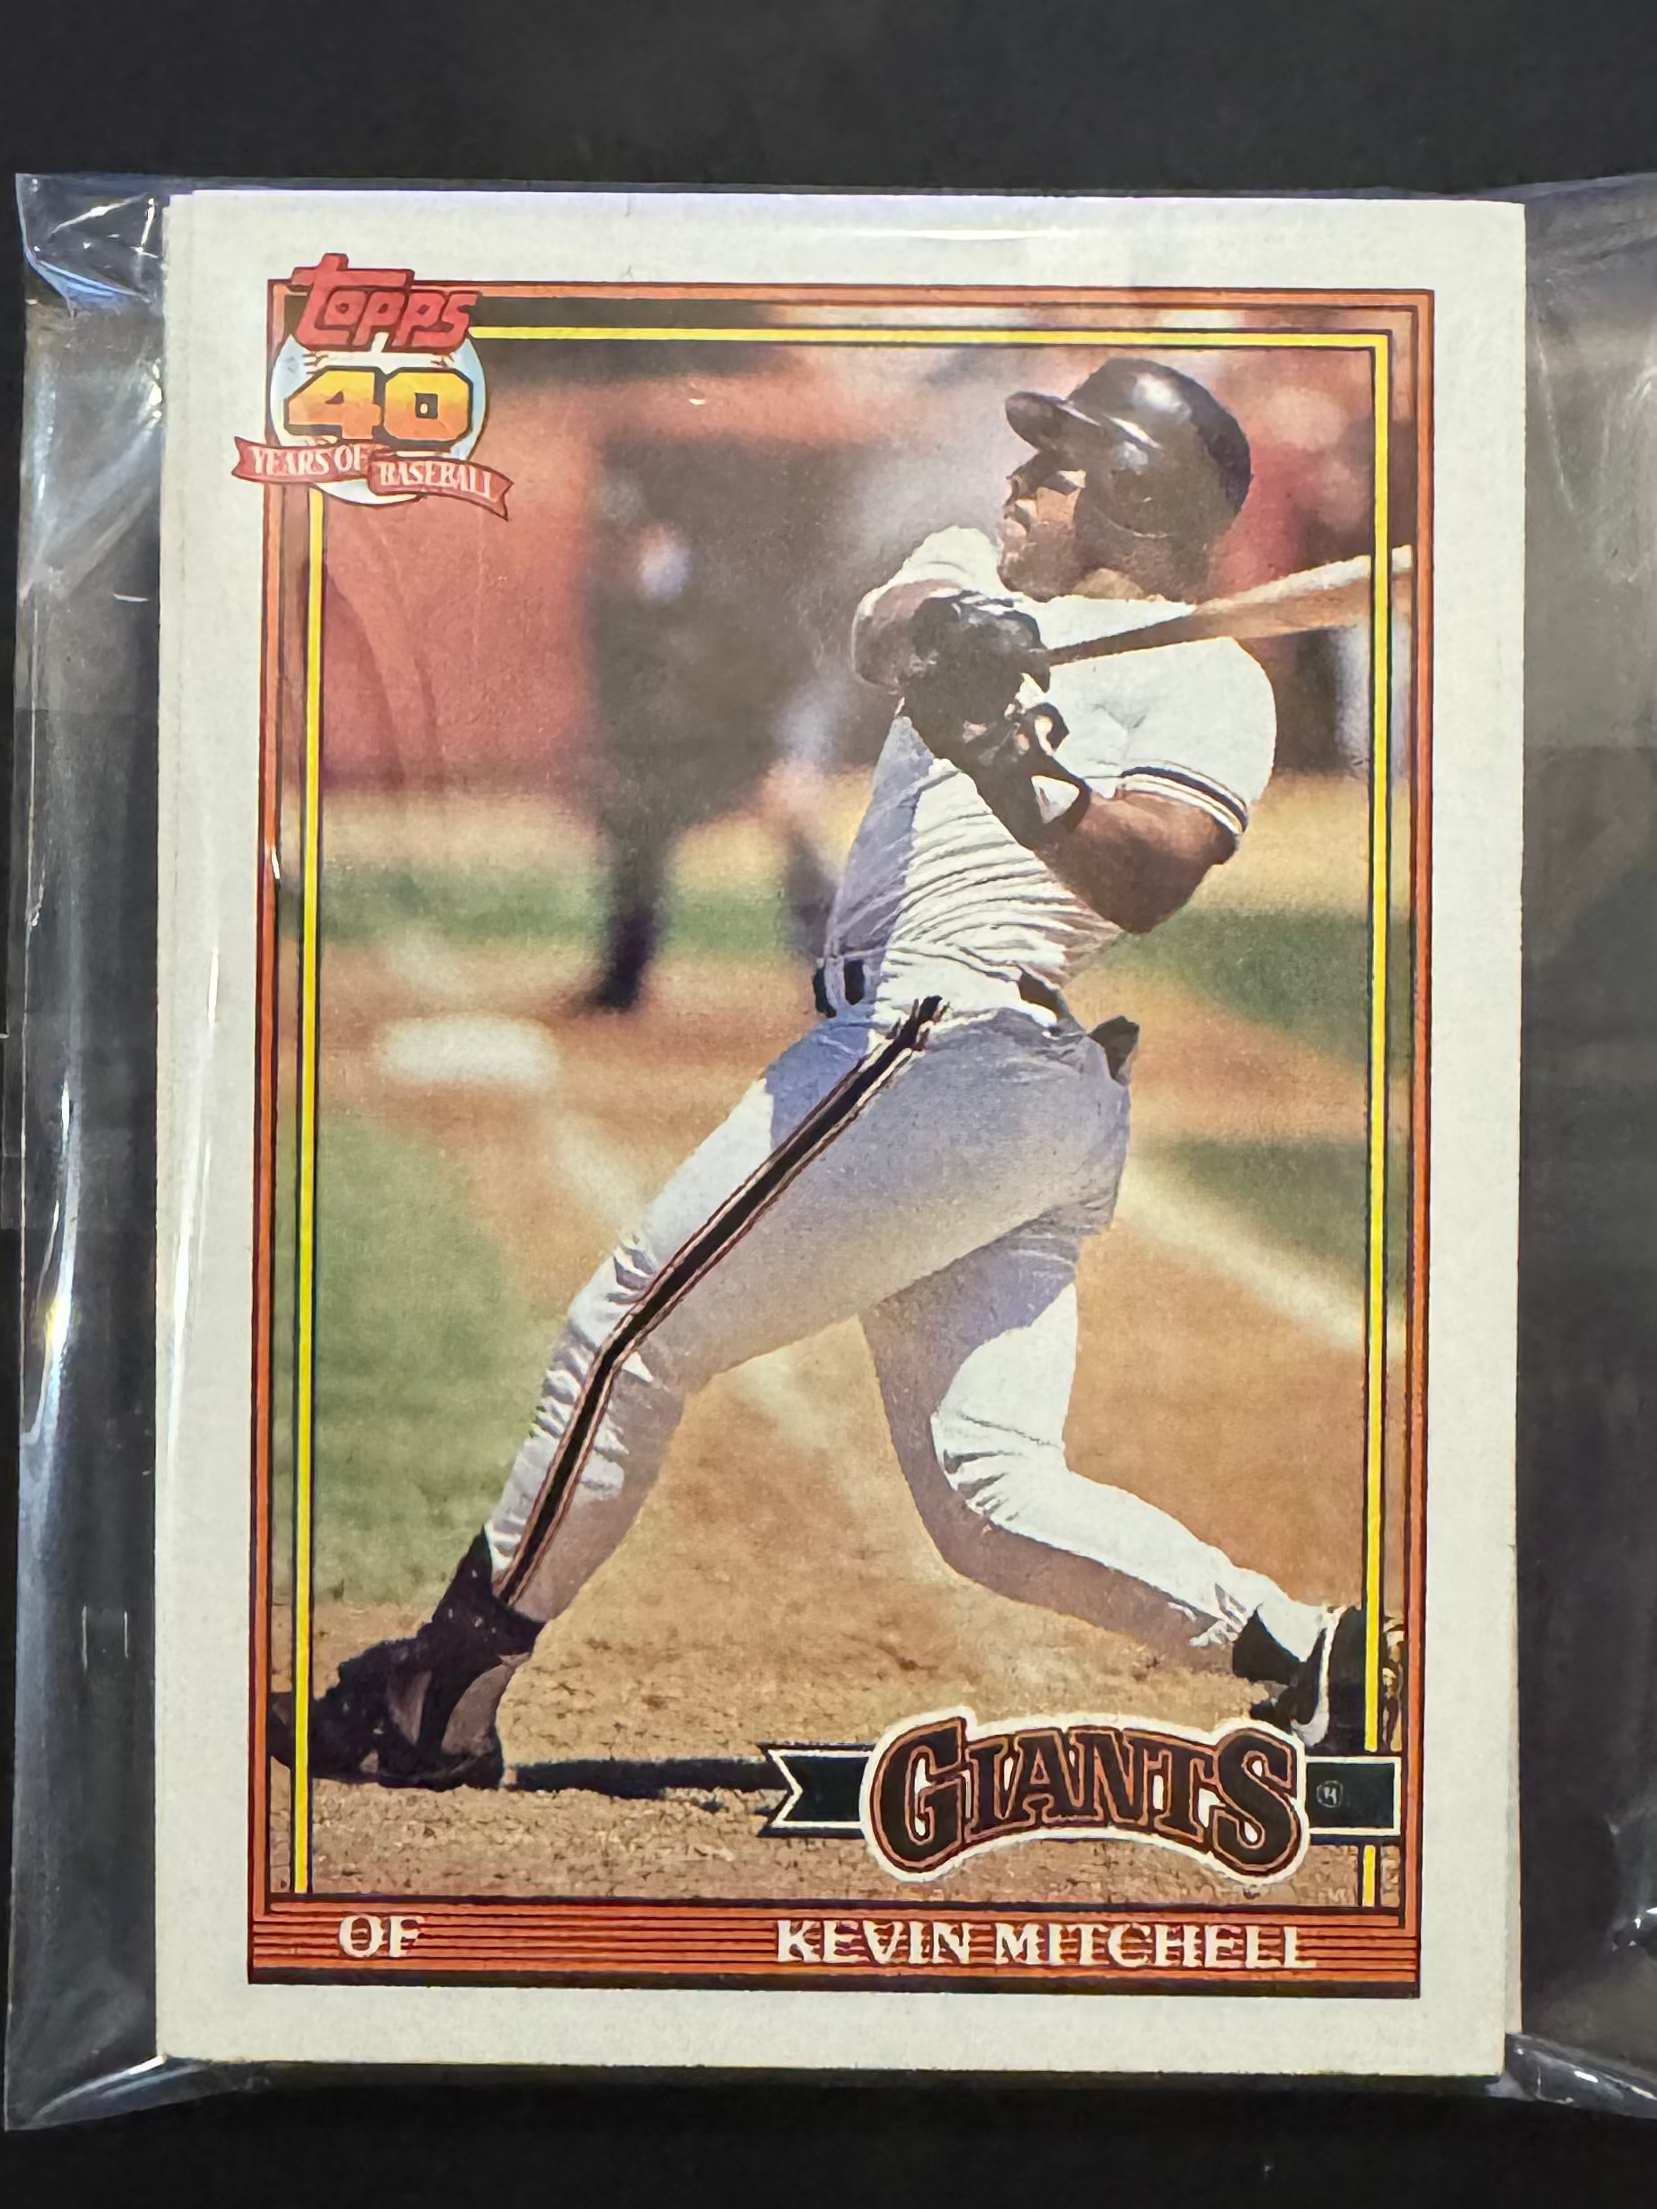 Topps
40
YEARS OF BASEBALL
GIANTS
OF KEVIN MITCHELL